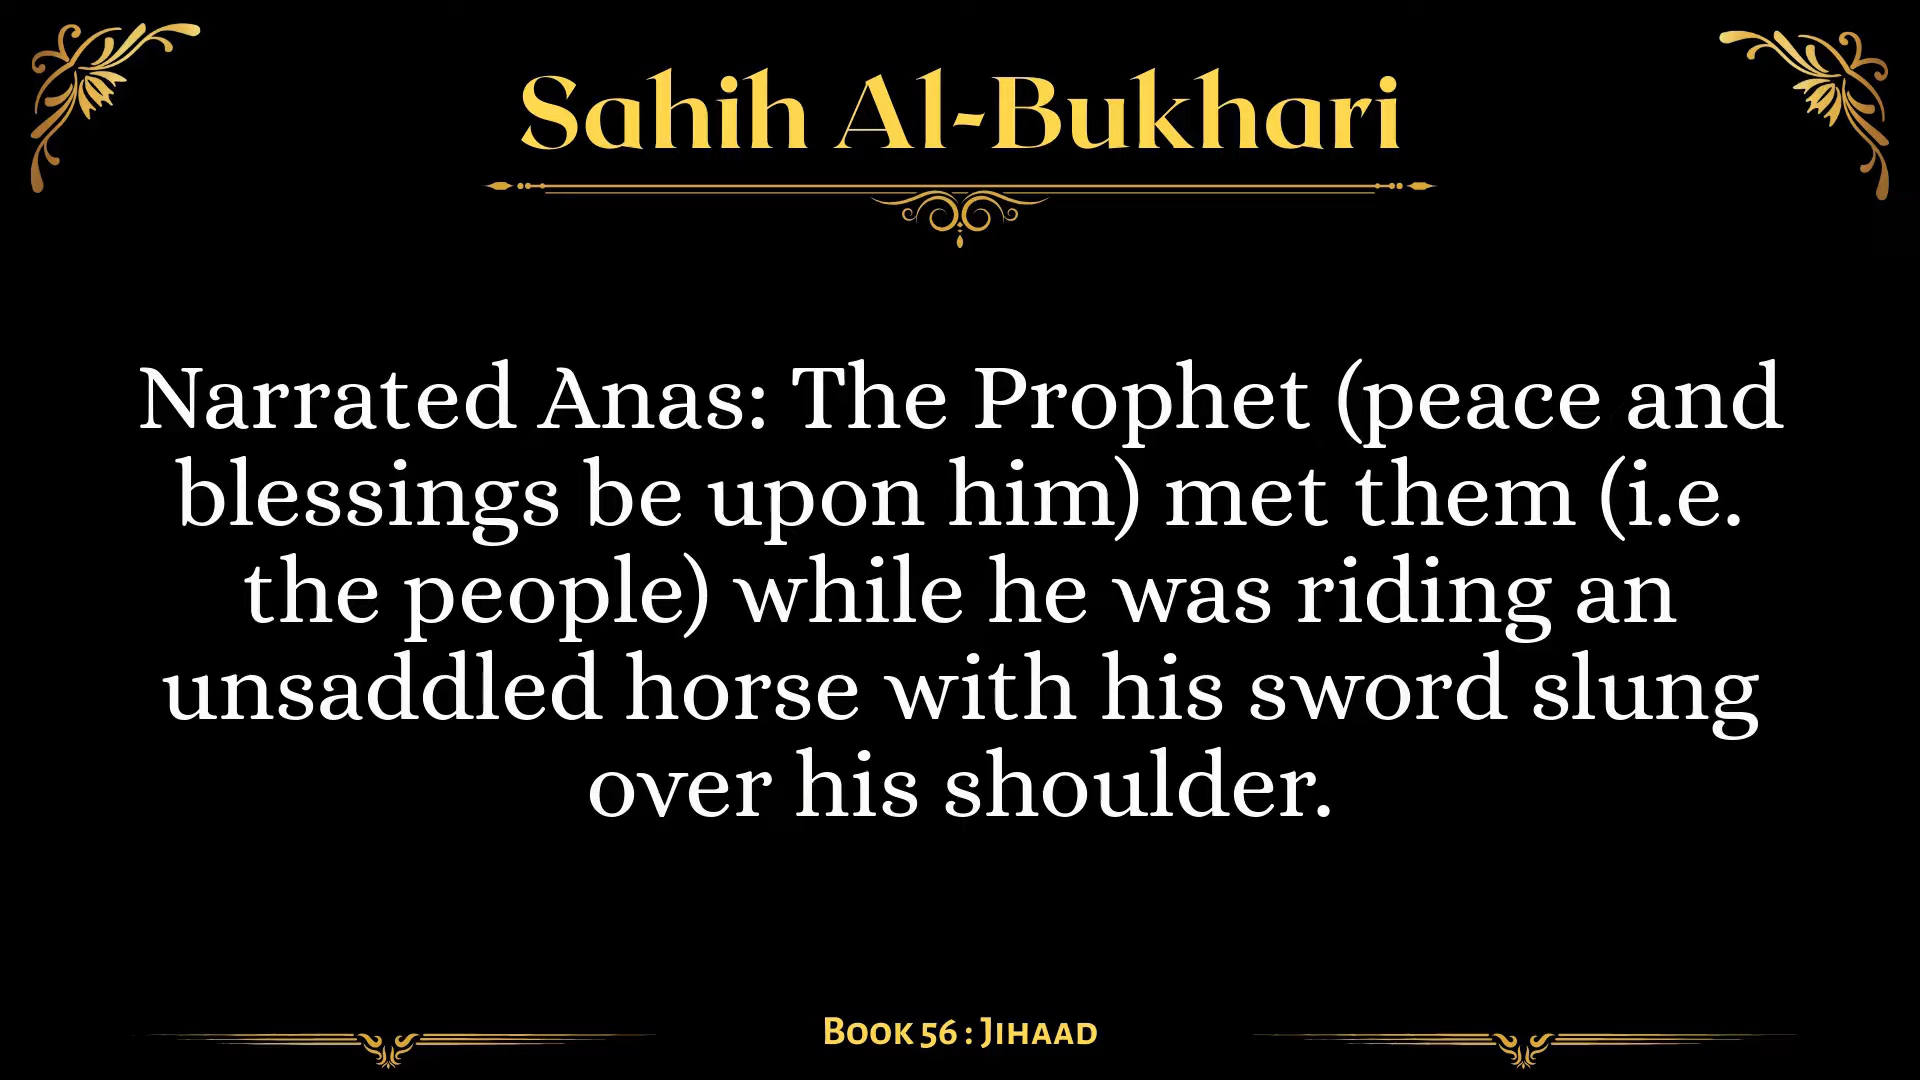 Sahih Al-Bukhari
Narrated Anas: The Prophet (peace and
blessings be upon him) met them (i.e.
the people) while he was riding an
unsaddled horse with his sword slung
over his shoulder.
Book 56 : Jihaad